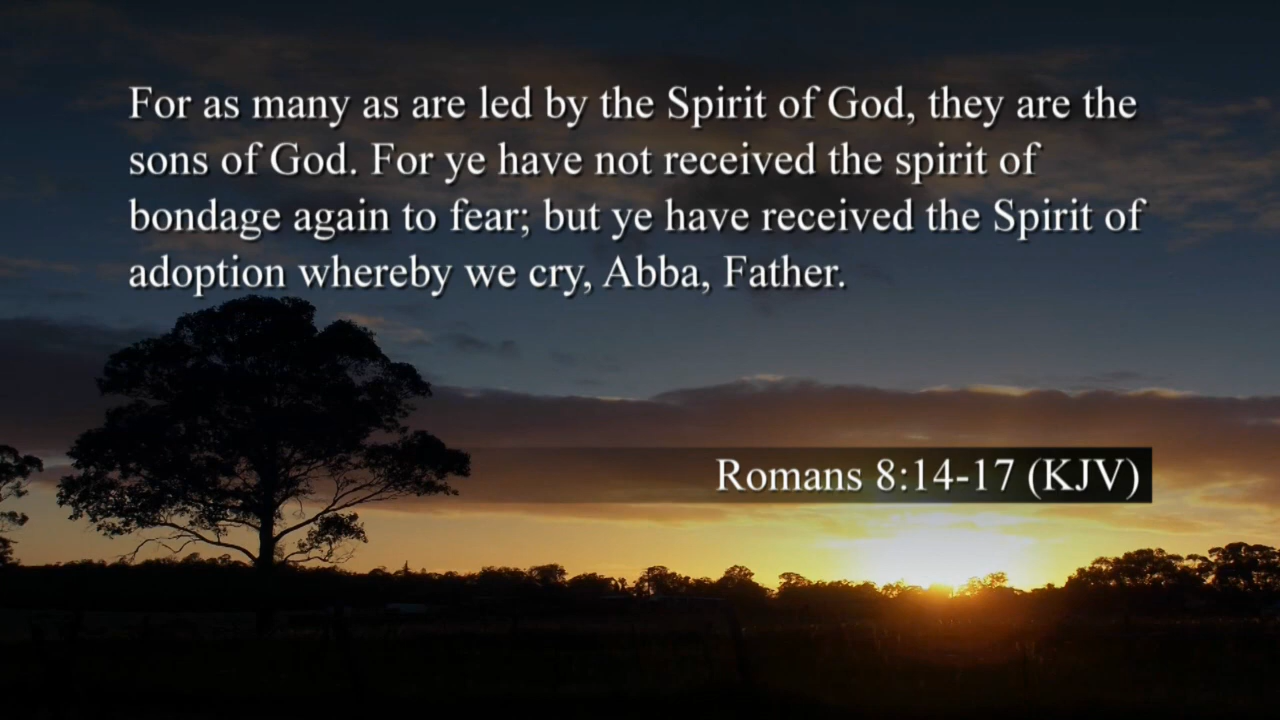 For as many as are led by the Spirit of God, they are the
sons of God. For ye have not received the spirit of
bondage again to fear; but ye have received the Spirit of
adoption whereby we cry, Abba, Father.
Romans 8:14-17 (KJV)